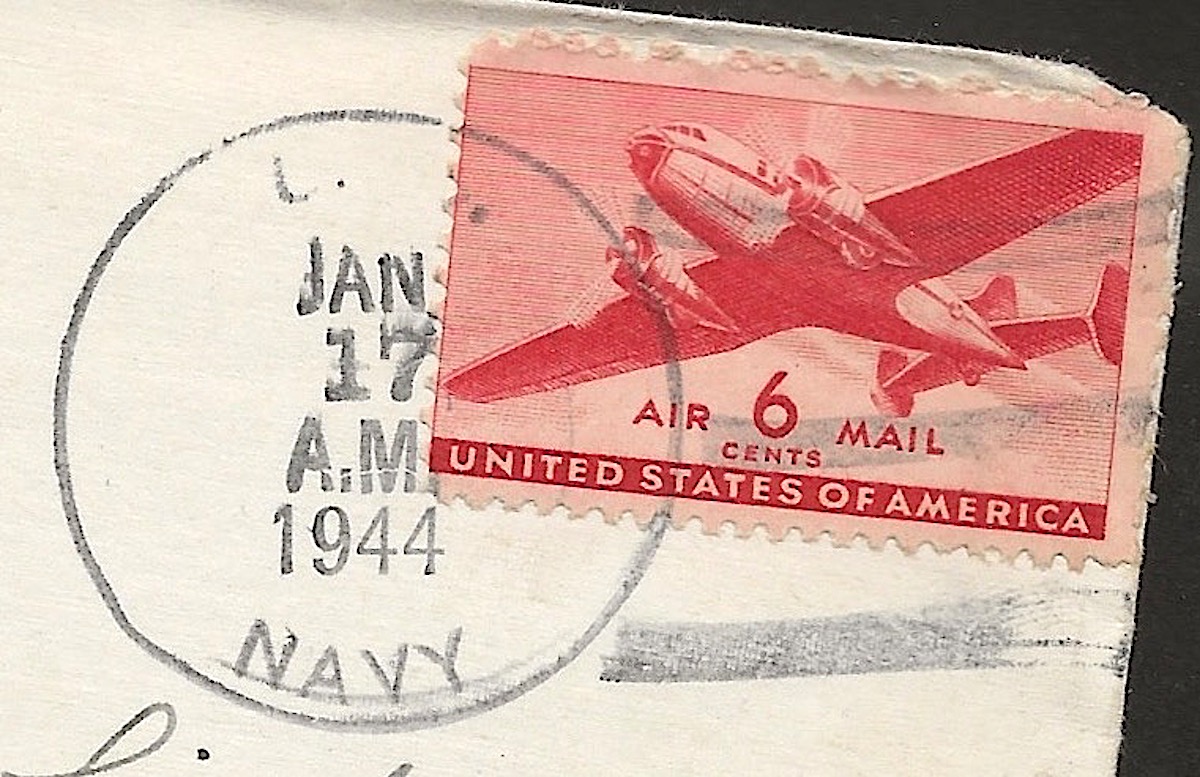 JAN
17
A.M.
1944
NAVY
AIR 6 MAIL
CENTS
UNITED STATES OF AMERICA